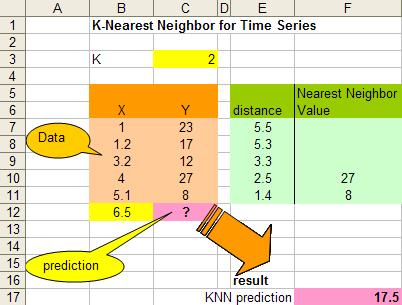 A B C D E F
1 K-Nearest Neighbor for Time Series
2
3 K 2
4
5 Nearest Neighbor
6 X Y distance Value
7 1 23 5.5
8 1.2 17 5.3
9 3.2 12 3.3
10 4 27 2.5 27
11 5.1 8 1.4 8
12 6.5 ?
13
14
15
16 result
17 KNN prediction 17.5
Data
prediction